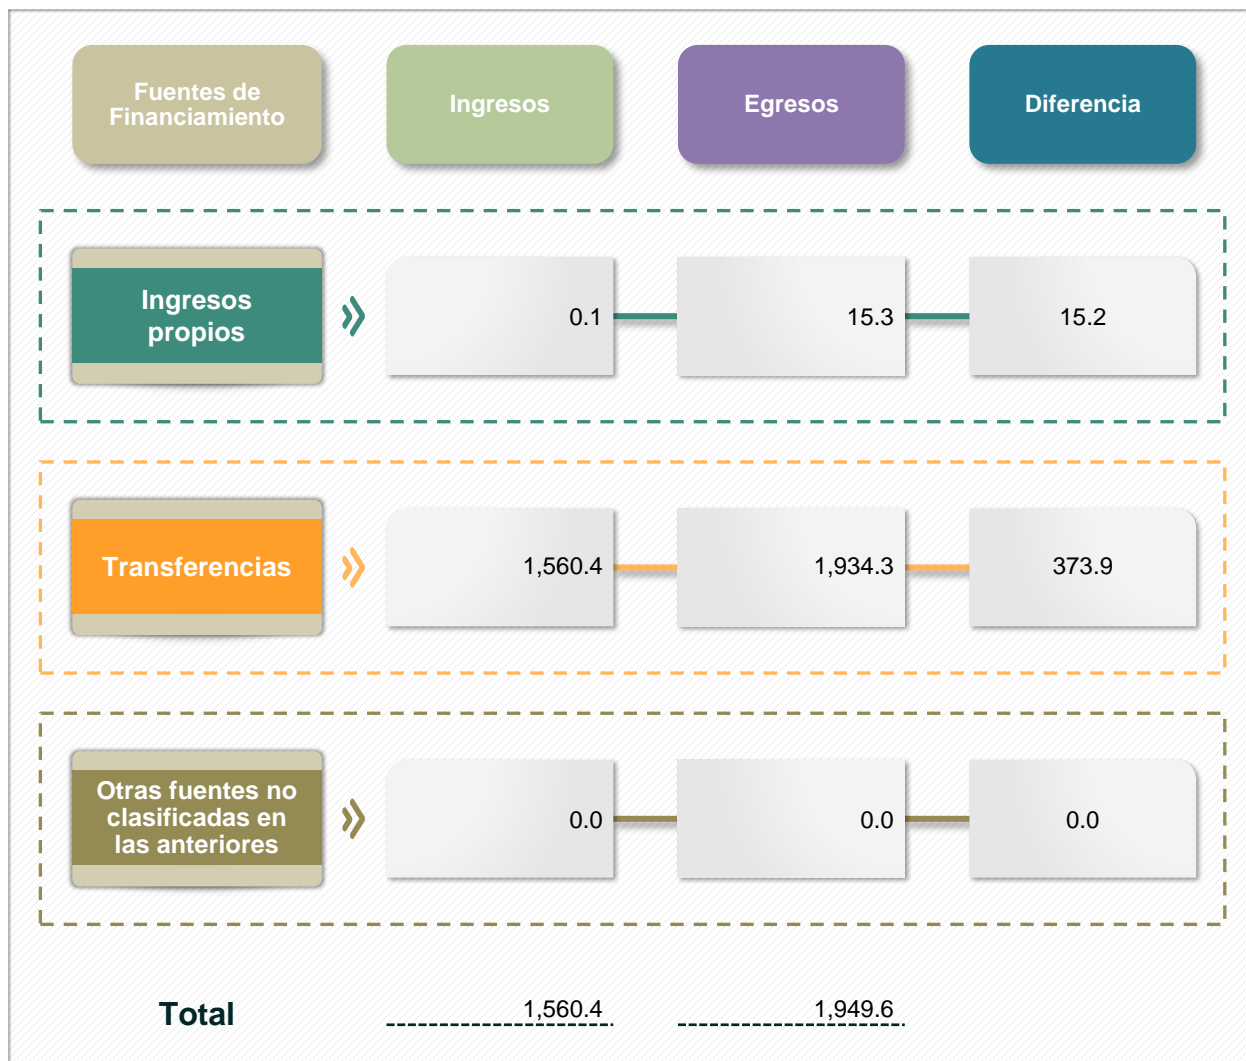 Fuentes de
Financiamiento
Ingresos
Egresos
Diferencia
Ingresos
propios
0.1
15.3
15.2
Transferencias
1,560.4
1,934.3
373.9
Otras fuentes no
clasificadas en
las anteriores
0.0
0.0
0.0
Total
1,560.4
1,949.6